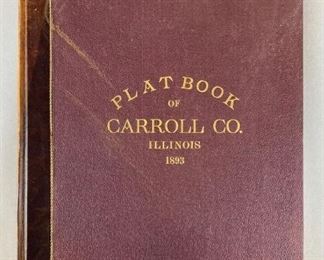 PLAT BOOK
OF
CARROLL CO.
ILLINOIS
1893